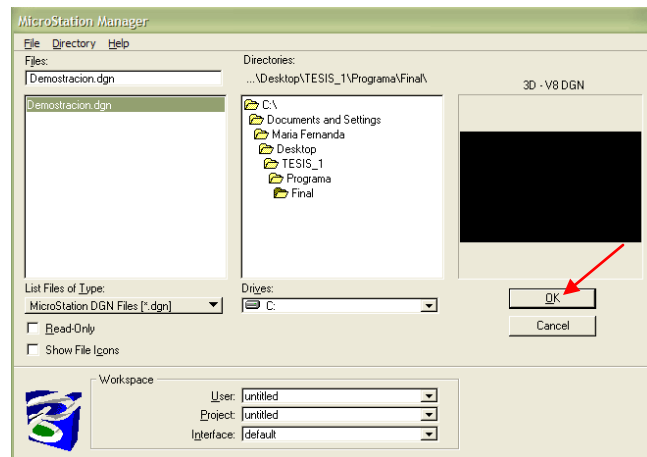 MicroStation Manager
File Directory Help
Files:
Demostracion.dgn
Demostracion.dgn
List Files of Type:
MicroStation DGN Files [*.dgn]
Read-Only
Show File Icons
Directories:
...\Desktop\TESIS_1\Programa\Final\
C:\
Documents and Settings
Maria Fernanda
Desktop
TESIS_1
Programa
Final
Drives:
C:
3D - V8 DGN
OK
Cancel
Workspace
User: untitled
Project: untitled
Interface: default